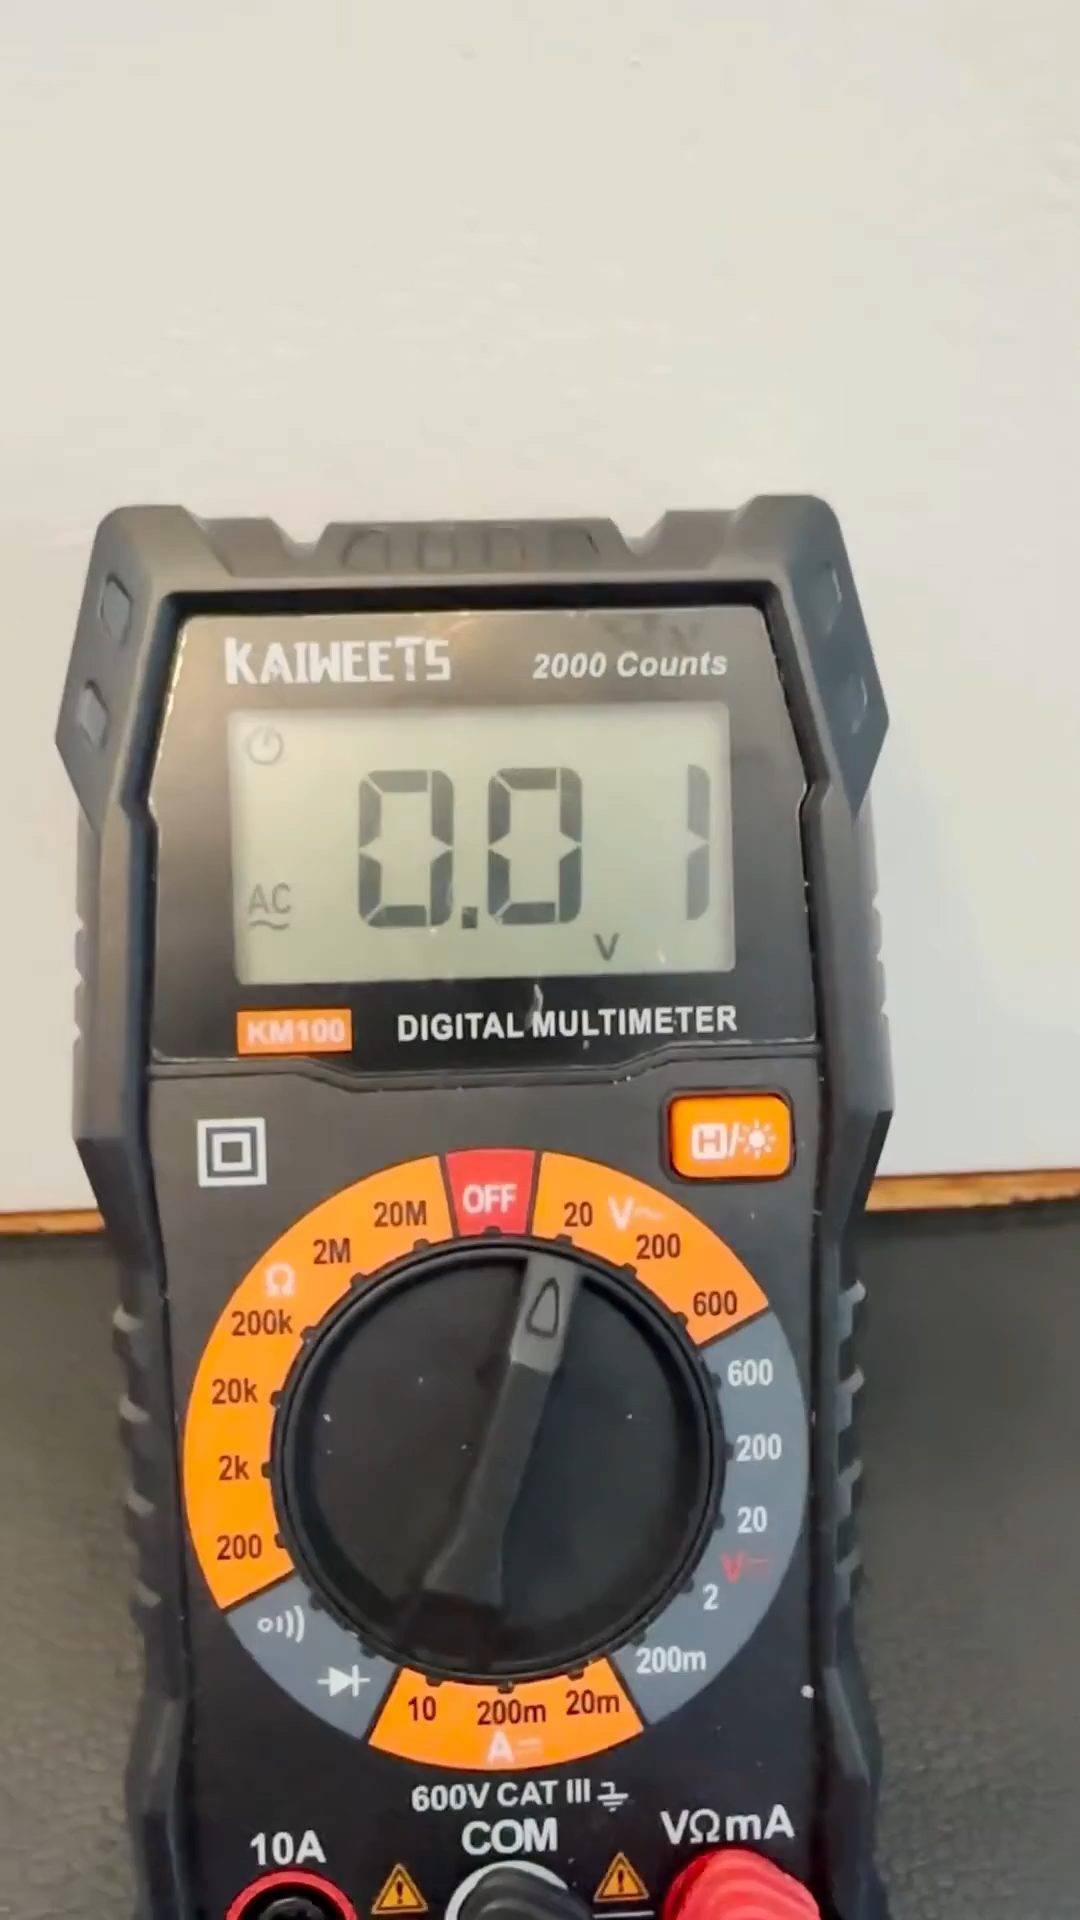 KAIWEETS
2000 Counts
AC
0.01
V
KM100
DIGITAL MULTIMETER
H/
OFF
20M
20 V~
2M
200
Ω
600
200k
600
20k
200
2k
20
V⎓
200
2
200m
10
200m
20m
A⎓
600V CAT III
10A
COM
VΩmA